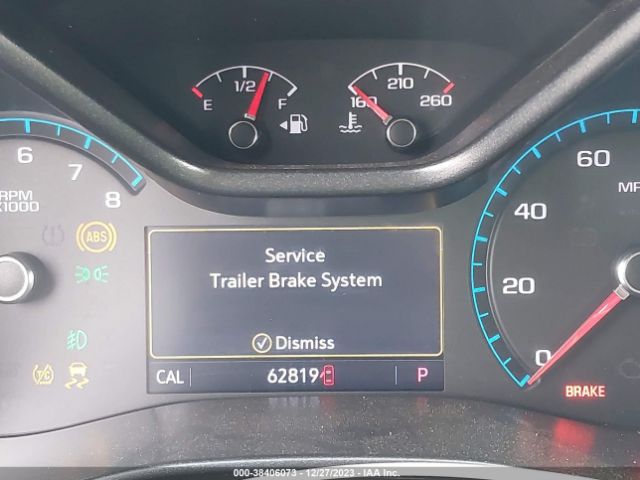 1/2
E F
160 210 260
6 7 8
RPM
X1000
ABS
Service
Trailer Brake System
Dismiss
CAL 62819 P
T/C
0 20 40 60
BRAKE
000-38406073 - 12/27/2023 - IAA Inc.